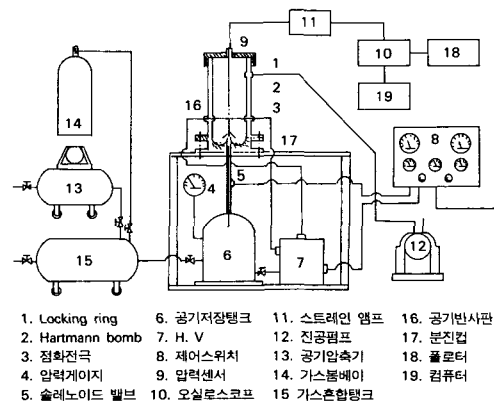 11
9
10
18
1
14
2
19
16
3
8
17
13
4
5
12
15
6
7
1. Locking ring
6. 공기저장탱크
11. 스트레인 앰프
16. 공기반사판
2. Hartmann bomb
7. H. V
12. 진공펌프
17. 분진컵
3. 점화전극
8. 제어스위치
13. 공기압축기
18. 플로터
4. 압력게이지
9. 압력센서
14. 가스봄베이
19. 컴퓨터
5. 솔레노이드 밸브
10. 오실로스코프
15 가스혼합탱크